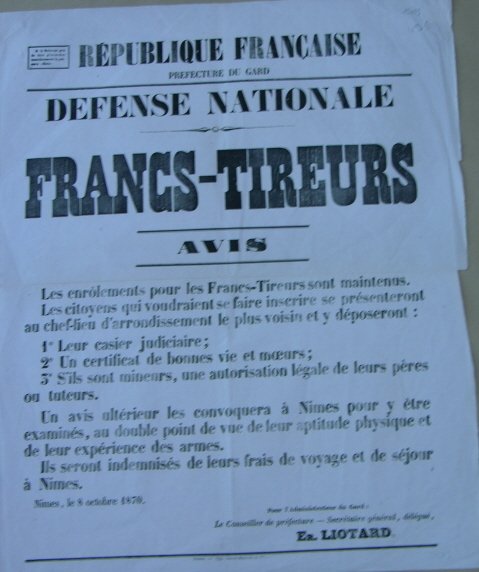 RÉPUBLIQUE FRANÇAISE
PRÉFECTURE DU GARD
DEFENSE NATIONALE
FRANCS-TIREURS
AVIS
Les enrôlements pour les Francs-Tireurs sont maintenus.
Les citoyens qui voudraient se faire inscrire se présenteront
au chef-lieu d'arrondissement le plus voisin et y déposeront :
1° Leur casier judiciaire ;
2° Un certificat de bonnes vie et mœurs ;
3° S'ils sont mineurs, une autorisation légale de leurs pères
ou tuteurs.
Un avis ultérieur les convoquera à Nimes pour y être
examinés, au double point de vue de leur aptitude physique et
de leur expérience des armes.
Ils seront indemnisés de leurs frais de voyage et de séjour
à Nimes.
Nimes, le 8 octobre 1870.
Pour l'Administrateur du Gard :
Le Conseiller de préfecture — Secrétaire général, délégué,
ED. LIOTARD.